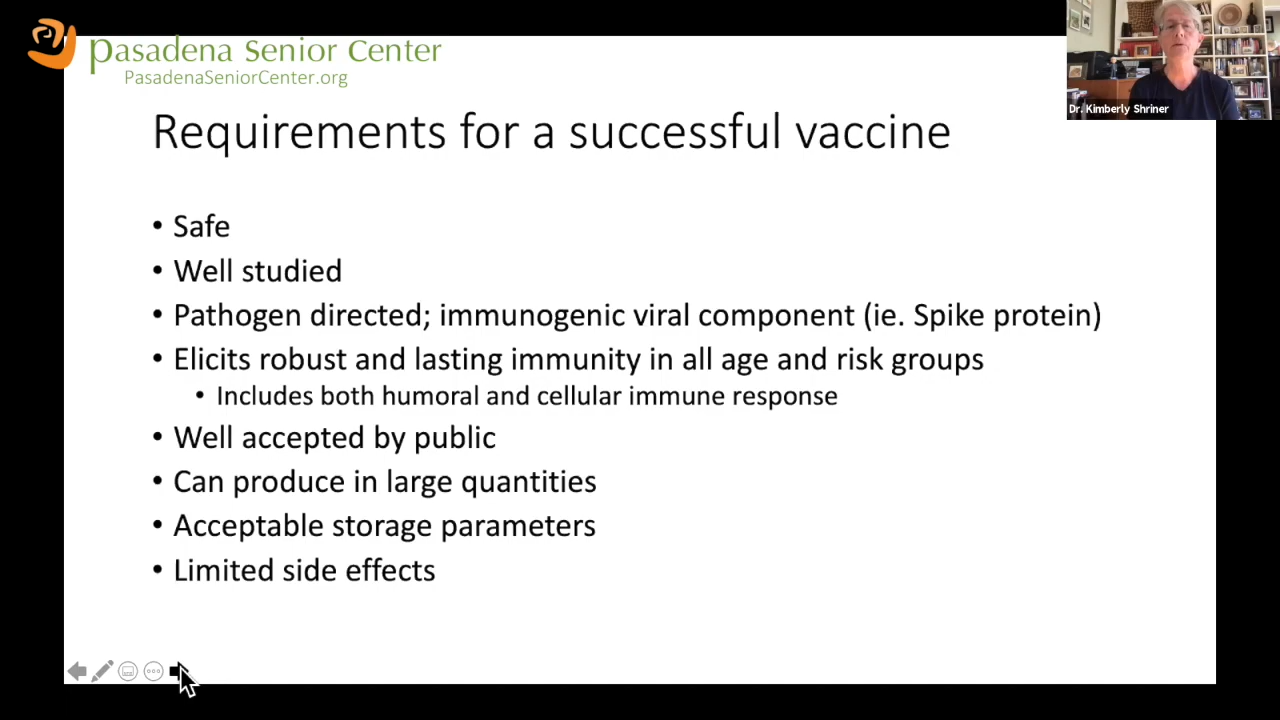 Pasadena Senior Center
PasadenaSeniorCenter.org
Dr. Kimberly Shriner
Requirements for a successful vaccine
• Safe
• Well studied
• Pathogen directed; immunogenic viral component (ie. Spike protein)
• Elicits robust and lasting immunity in all age and risk groups
• Includes both humoral and cellular immune response
• Well accepted by public
• Can produce in large quantities
• Acceptable storage parameters
• Limited side effects